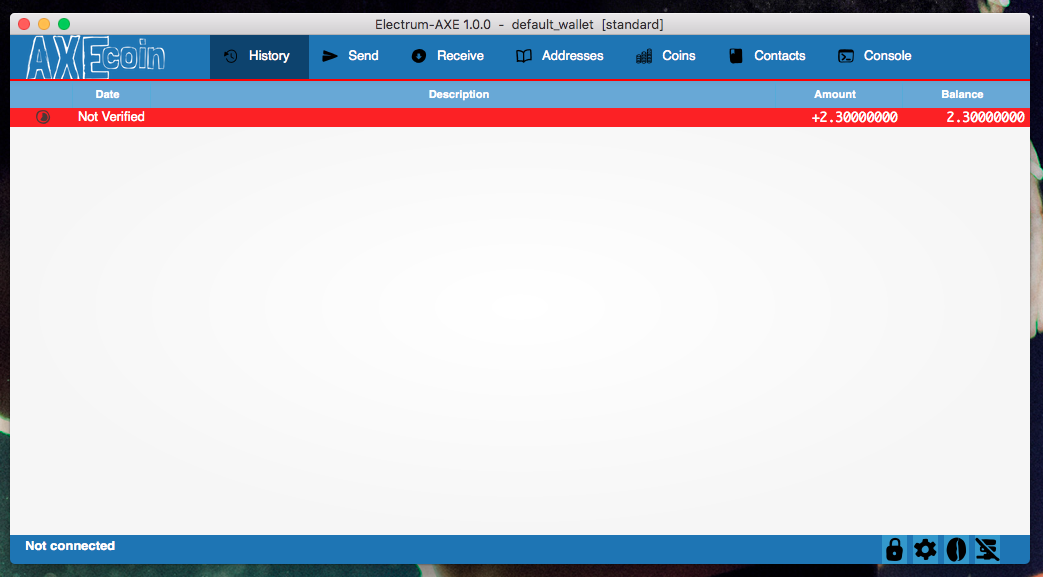 Electrum-AXE 1.0.0 - default_wallet [standard]
AXEcoin History Send Receive Addresses Coins Contacts Console
Date Description Amount Balance
Not Verified +2.30000000 2.30000000
Not connected